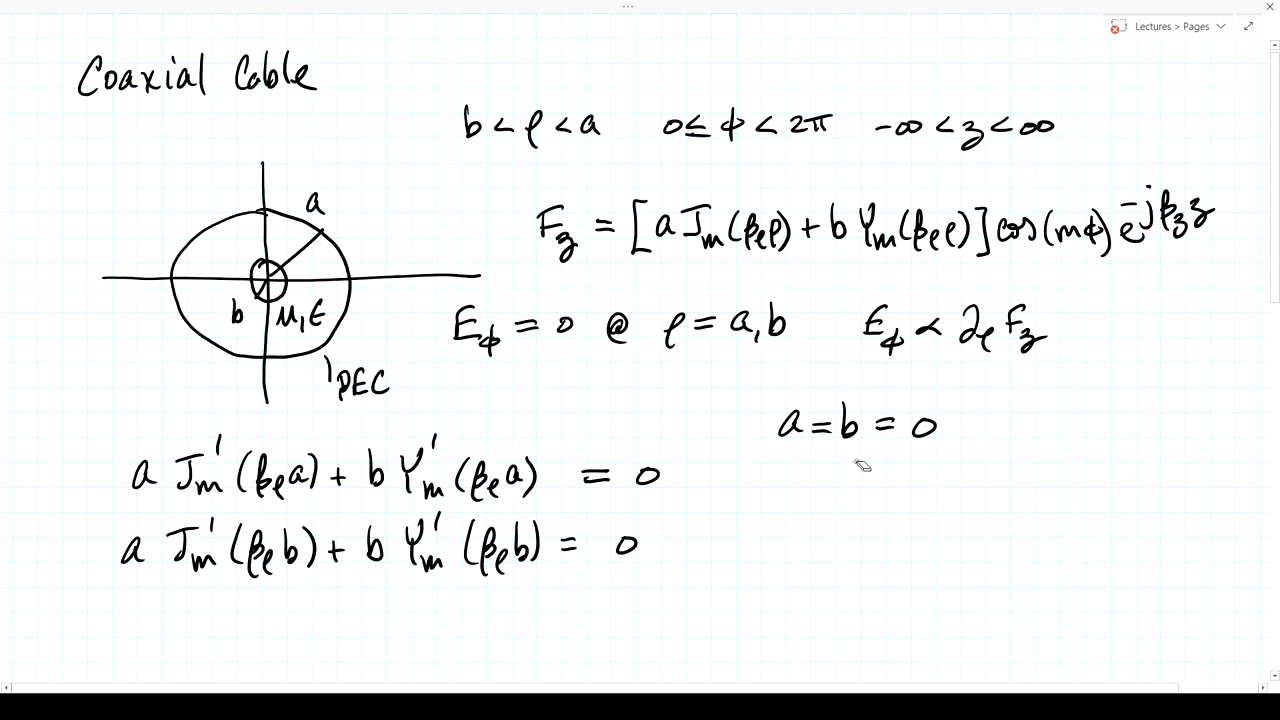 Lectures > Pages
Coaxial Cable
b < ρ < a 0 ≤ ϕ < 2π -∞ < z < ∞
a
b μ, ε
PEC
F_z = [a J_m(β_ρ ρ) + b Y_m(β_ρ ρ)] cos(mϕ) e^{-jβ_z z}
E_ϕ = 0 @ ρ = a, b E_ϕ ∝ ∂_ρ F_z
a = b = 0
a J_m'(β_ρ a) + b Y_m'(β_ρ a) = 0
a J_m'(β_ρ b) + b Y_m'(β_ρ b) = 0